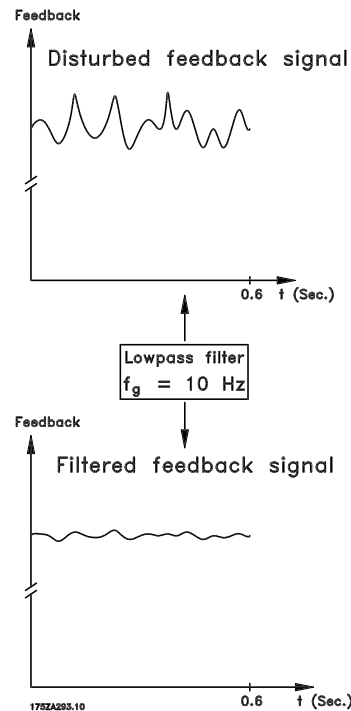 Feedback
Disturbed feedback signal
0.6 t (Sec.)
Lowpass filter
fg = 10 Hz
Feedback
Filtered feedback signal
0.6 t (Sec.)
175ZA293.10